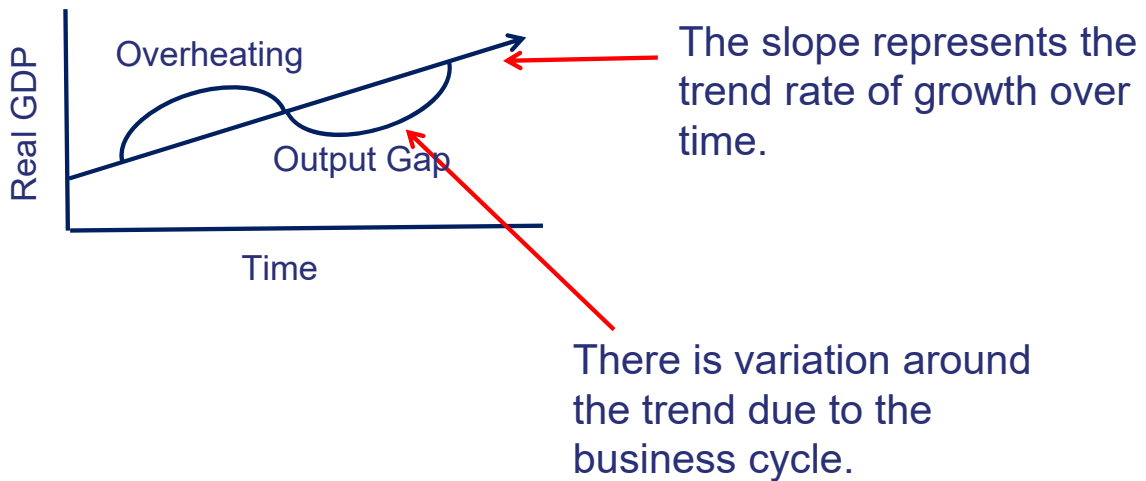 Overheating
Real GDP
Output Gap
Time
The slope represents the
trend rate of growth over
time.
There is variation around
the trend due to the
business cycle.